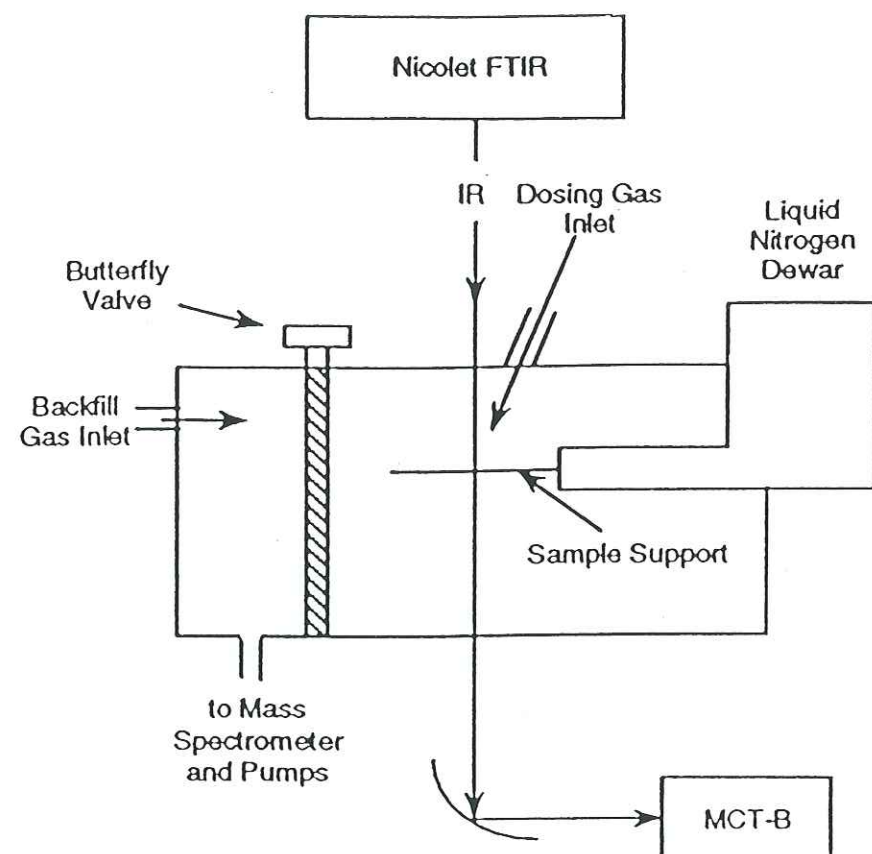 Nicolet FTIR
IR
Dosing Gas
Inlet
Liquid
Nitrogen
Dewar
Butterfly
Valve
Backfill
Gas Inlet
Sample Support
to Mass
Spectrometer
and Pumps
MCT-B